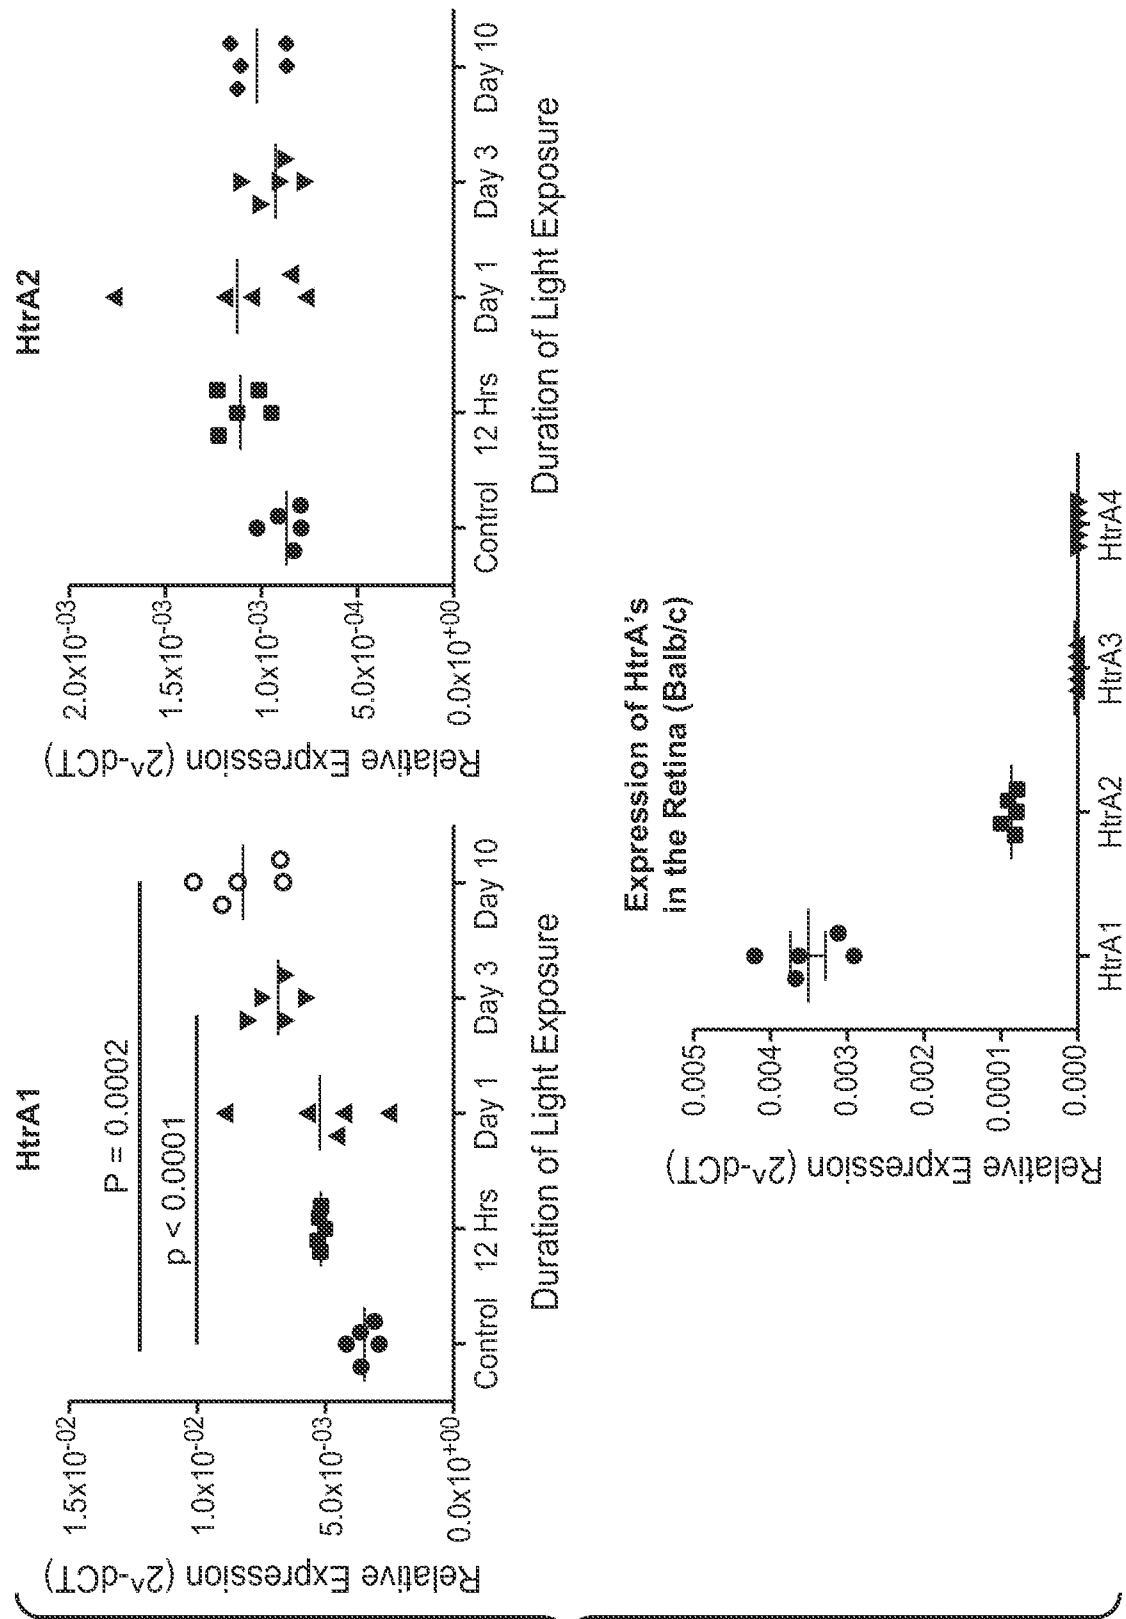 HtrA1
Relative Expression (2^-dCT)
1.5x10-02
1.0x10-02
5.0x10-03
0.0x10+00
P = 0.0002
p < 0.0001
Control 12 Hrs Day 1 Day 3 Day 10
Duration of Light Exposure
HtrA2
Relative Expression (2^-dCT)
2.0x10-03
1.5x10-03
1.0x10-03
5.0x10-04
0.0x10+00
Control 12 Hrs Day 1 Day 3 Day 10
Duration of Light Exposure
Expression of HtrA's
in the Retina (Balb/c)
Relative Expression (2^-dCT)
0.005
0.004
0.003
0.002
0.0001
0.000
HtrA1 HtrA2 HtrA3 HtrA4